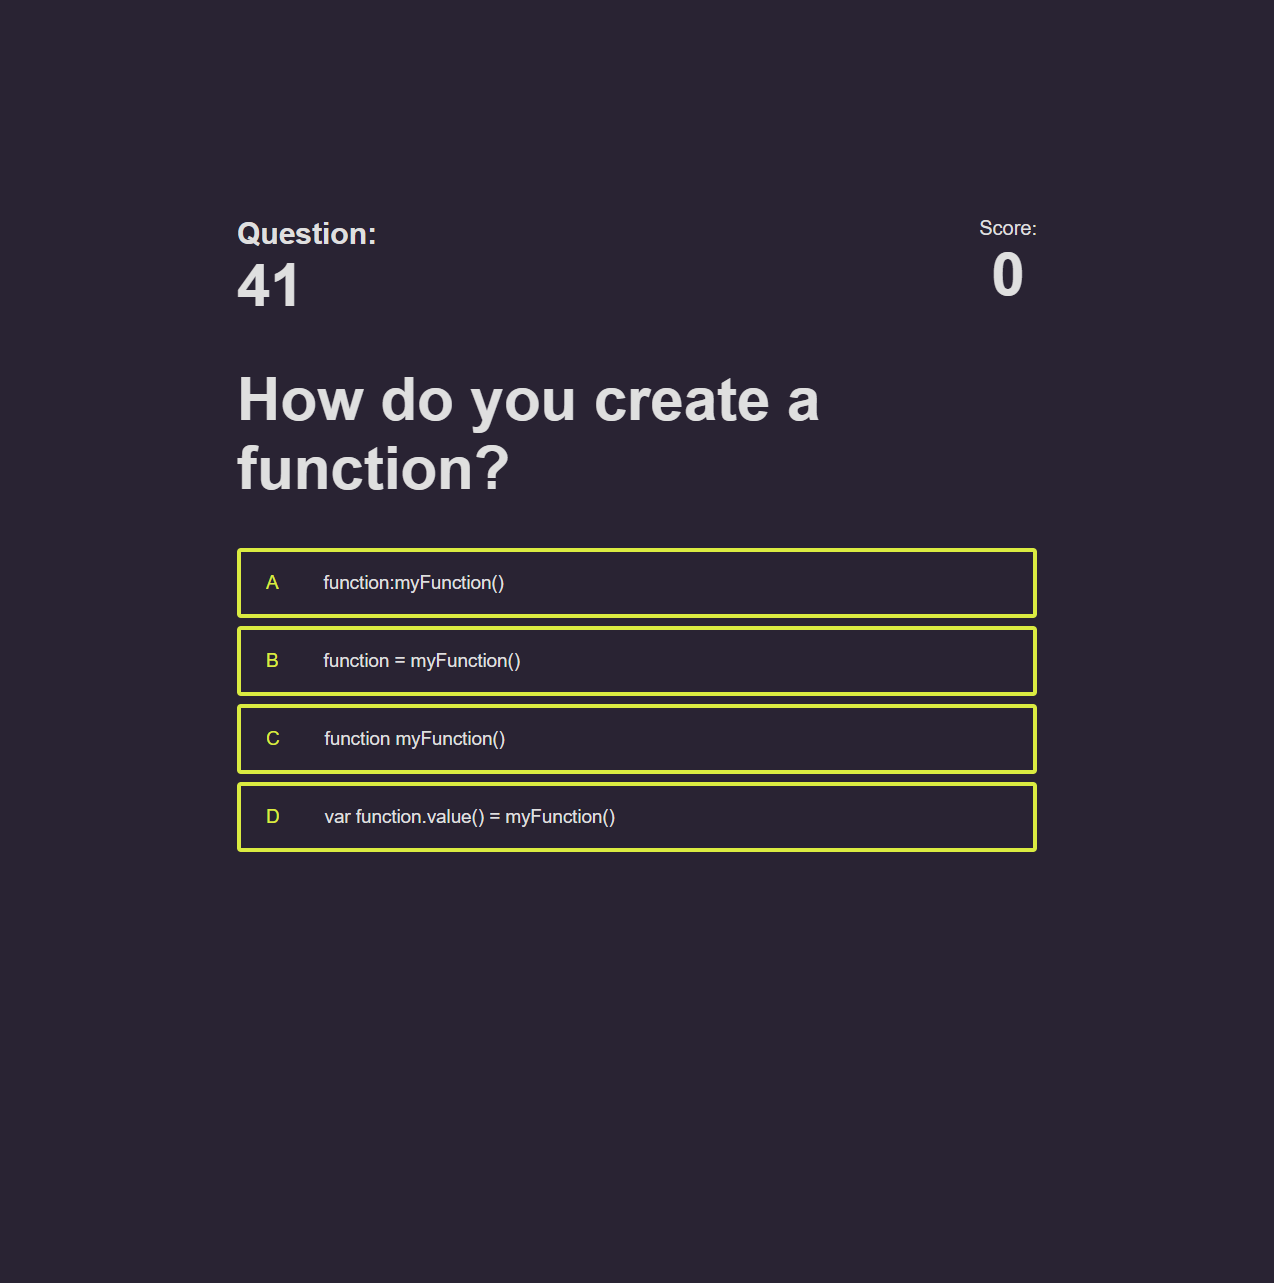 Question:
41
Score:
0
How do you create a
function?
A function:myFunction()
B function = myFunction()
C function myFunction()
D var function.value() = myFunction()